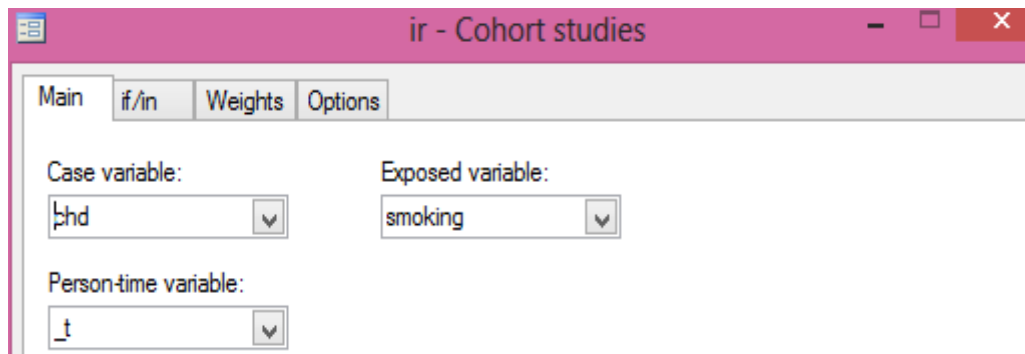 ir - Cohort studies
Main if/in Weights Options
Case variable: Exposed variable:
chd smoking
Person-time variable:
_t